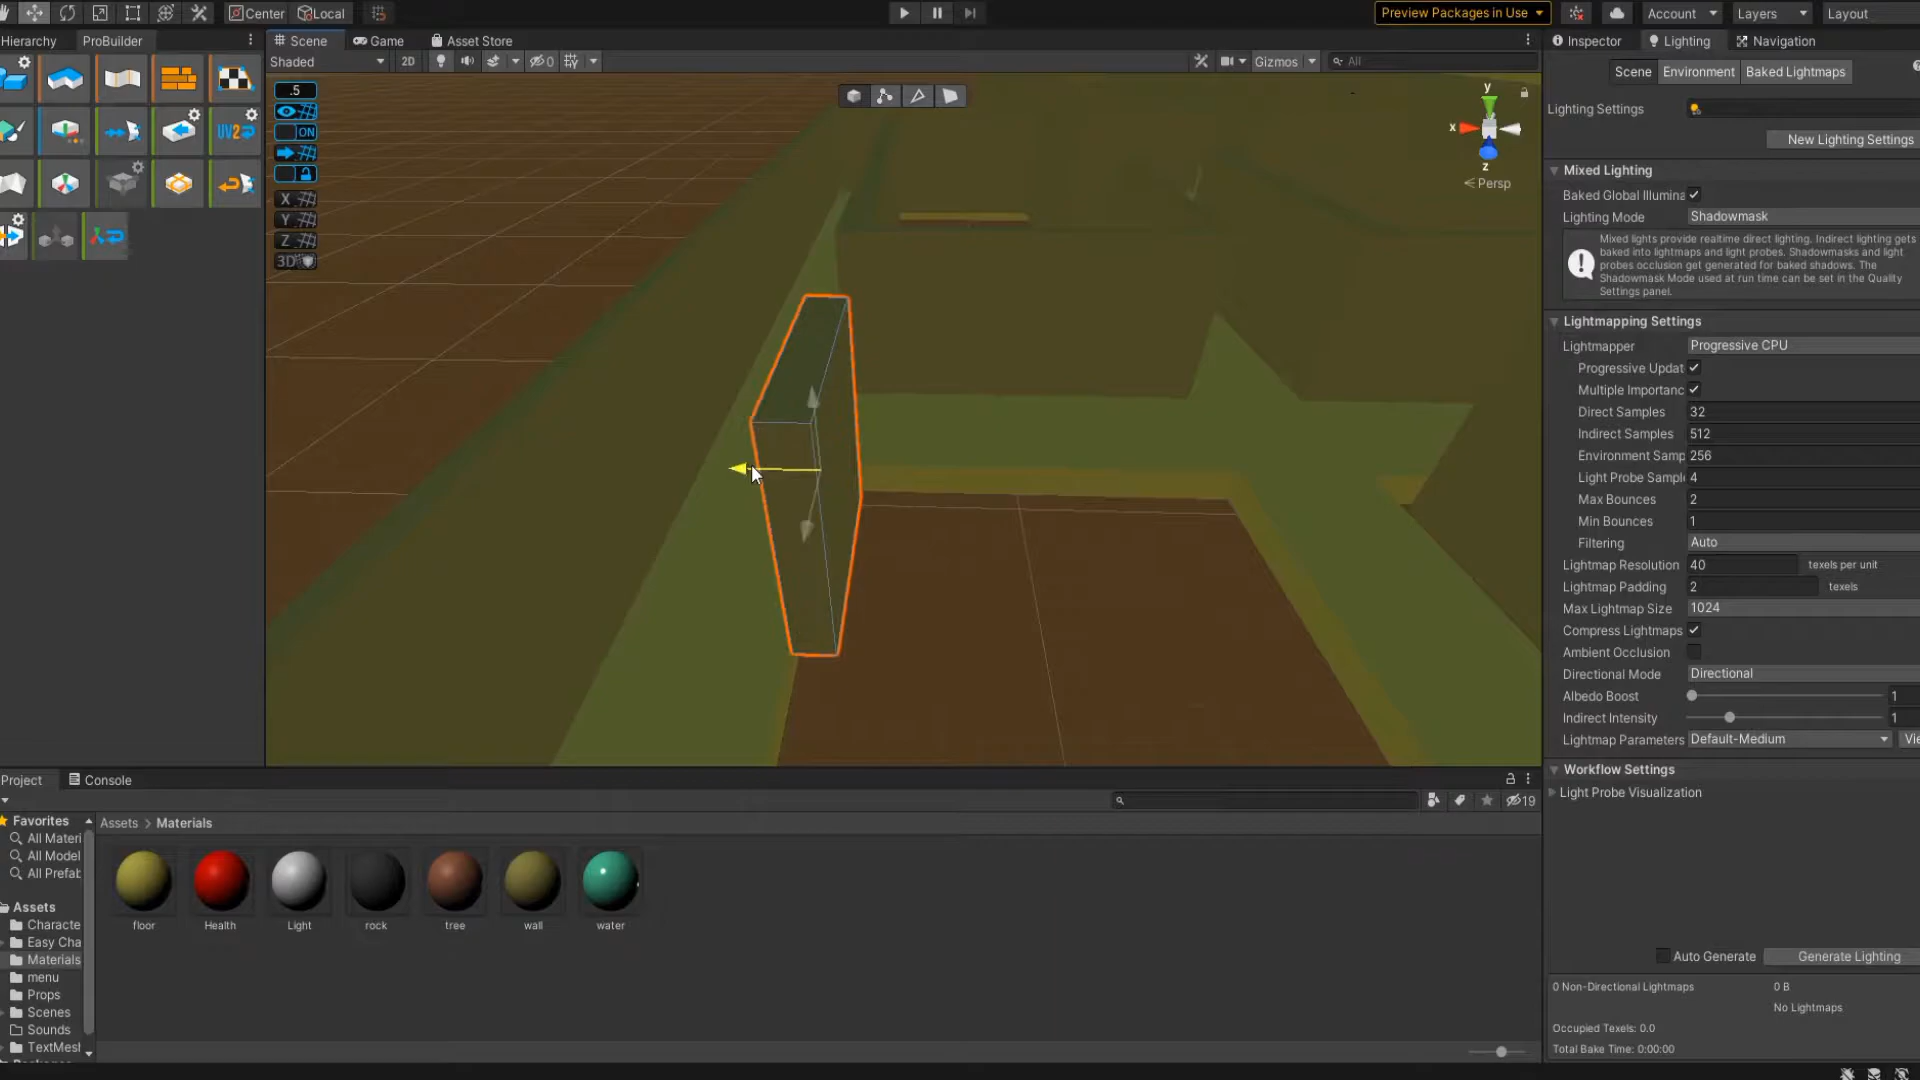 Center
Local
Preview Packages in Use
Account
Layers
Layout
Hierarchy
ProBuilder
Scene
Game
Asset Store
Inspector
Lighting
Navigation
Shaded
2D
0
Gizmos
All
Scene
Environment
Baked Lightmaps
.5
ON
X
Y
Z
3D
UV2
y
x
z
Persp
Lighting Settings
New Lighting Settings
Mixed Lighting
Baked Global Illumina
Lighting Mode
Shadowmask
Mixed lights provide realtime direct lighting. Indirect lighting gets
baked into lightmaps and light probes. Shadowmasks and light
probes occlusion get generated for baked shadows. The
Shadowmask Mode used at run time can be set in the Quality
Settings panel.
Lightmapping Settings
Lightmapper
Progressive CPU
Progressive Updat
Multiple Importanc
Direct Samples
32
Indirect Samples
512
Environment Samp
256
Light Probe Sampl
4
Max Bounces
2
Min Bounces
1
Filtering
Auto
Lightmap Resolution
40
texels per unit
Lightmap Padding
2
texels
Max Lightmap Size
1024
Compress Lightmaps
Ambient Occlusion
Directional Mode
Directional
Albedo Boost
1
Indirect Intensity
1
Lightmap Parameters
Default-Medium
Vie
Workflow Settings
Light Probe Visualization
Auto Generate
Generate Lighting
0 Non-Directional Lightmaps
0 B
No Lightmaps
Occupied Texels: 0.0
Total Bake Time: 0:00:00
Project
Console
19
Favorites
All Materi
All Model
All Prefab
Assets
Characte
Easy Cha
Materials
menu
Props
Scenes
Sounds
TextMesh
Assets > Materials
floor
Health
Light
rock
tree
wall
water